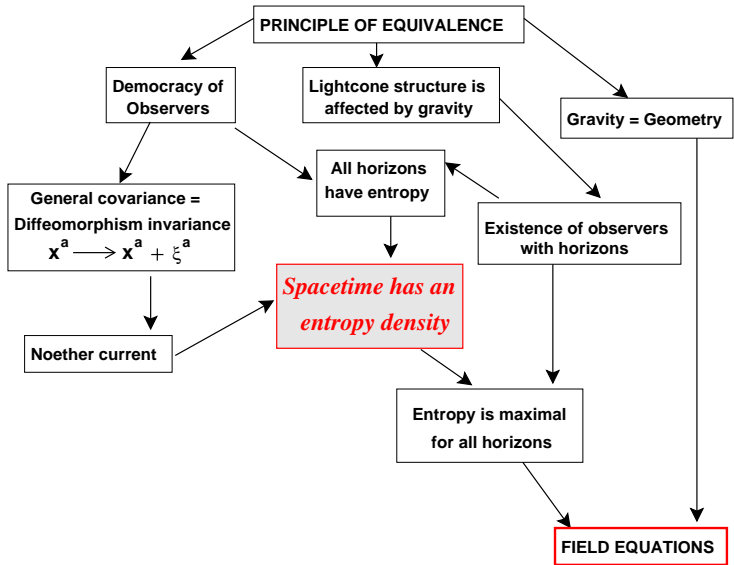 PRINCIPLE OF EQUIVALENCE
Democracy of
Observers
Lightcone structure is
affected by gravity
Gravity = Geometry
All horizons
have entropy
General covariance =
Diffeomorphism invariance
x^a ⟶ x^a + ξ^a
Existence of observers
with horizons
Spacetime has an
entropy density
Noether current
Entropy is maximal
for all horizons
FIELD EQUATIONS